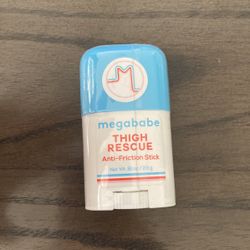 megababe
THIGH
RESCUE
Anti-Friction Stick